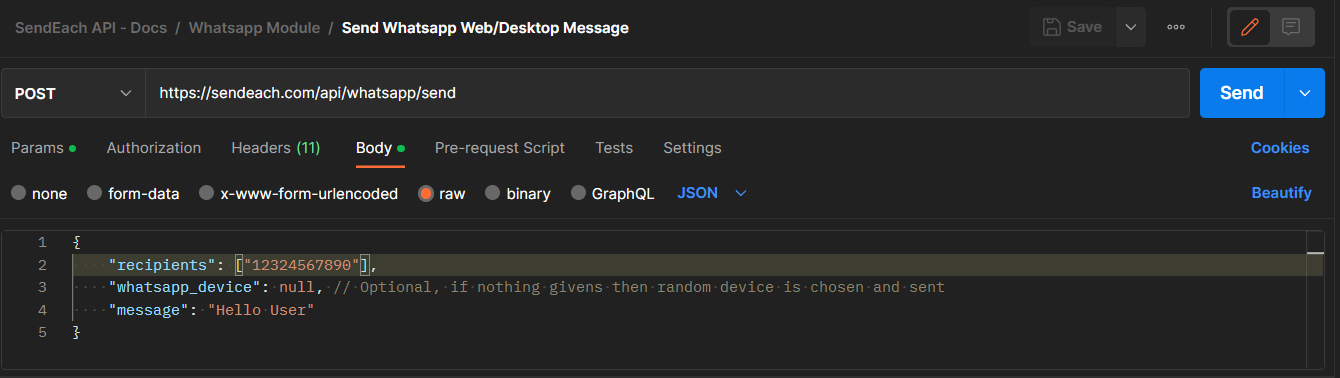 SendEach API - Docs / Whatsapp Module / Send Whatsapp Web/Desktop Message Save
POST https://sendeach.com/api/whatsapp/send Send
Params Authorization Headers (11) Body Pre-request Script Tests Settings Cookies
none form-data x-www-form-urlencoded raw binary GraphQL JSON Beautify
1 {
2 "recipients": ["12324567890"],
3 "whatsapp_device": null, // Optional, if nothing givens then random device is chosen and sent
4 "message": "Hello User"
5 }